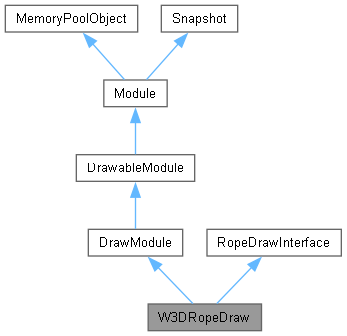 MemoryPoolObject Snapshot
Module
DrawableModule
DrawModule RopeDrawInterface
W3DRopeDraw